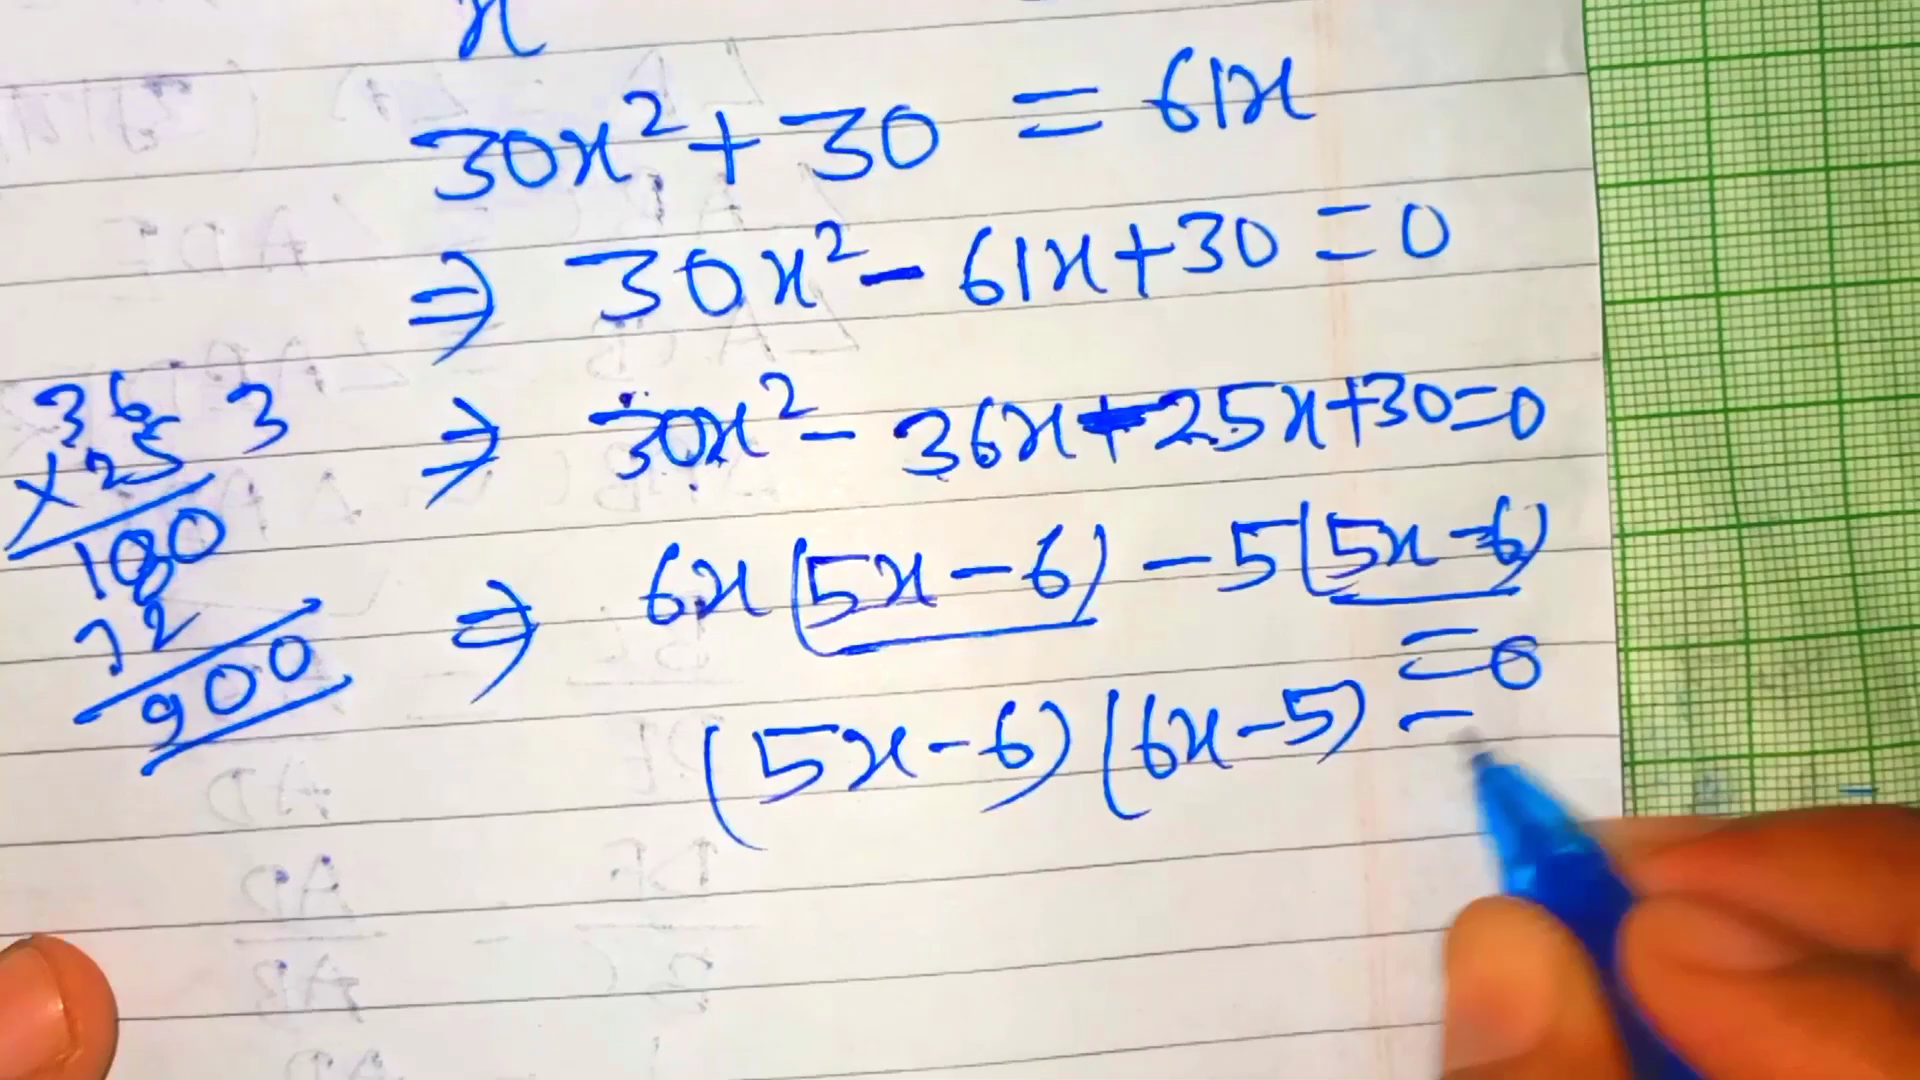 x
30x² + 30 = 61x
⇒ 30x² - 61x + 30 = 0
⇒ 30x² - 36x - 25x + 30 = 0
⇒ 6x(5x - 6) - 5(5x - 6)
= 0
(5x - 6)(6x - 5) =
36 3
×25
180
72
900